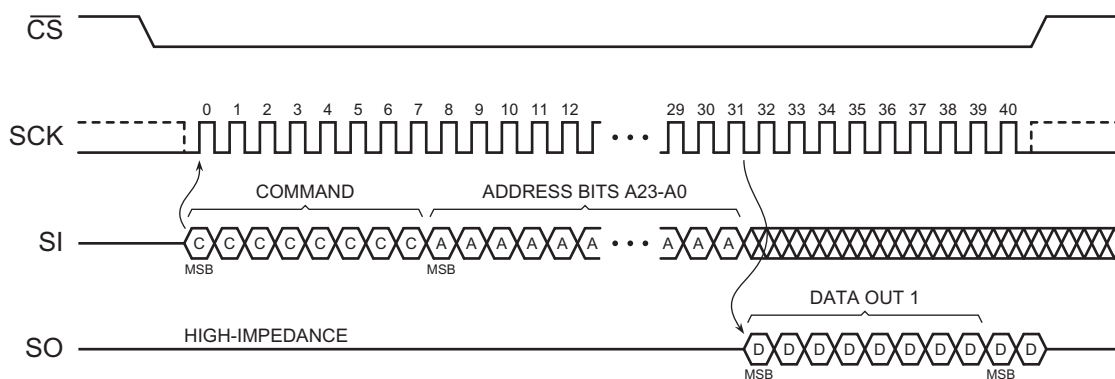 C̅S̅
0 1 2 3 4 5 6 7 8 9 10 11 12 29 30 31 32 33 34 35 36 37 38 39 40
SCK • • •
COMMAND ADDRESS BITS A23-A0
SI C C C C C C C C A A A A A A • • • A A A
MSB MSB
DATA OUT 1
HIGH-IMPEDANCE
SO D D D D D D D D D D
MSB MSB